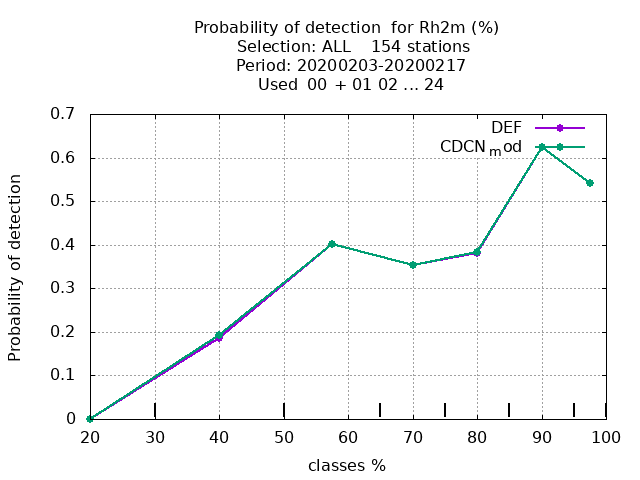 Probability of detection  for Rh2m (%)
Selection: ALL    154 stations
Period: 20200203-20200217
Used  00  + 01 02 ... 24
0.7
0.6
0.5
0.4
0.3
0.2
0.1
0
Probability of detection
DEF
CDCNmod
20 30 40 50 60 70 80 90 100
classes %